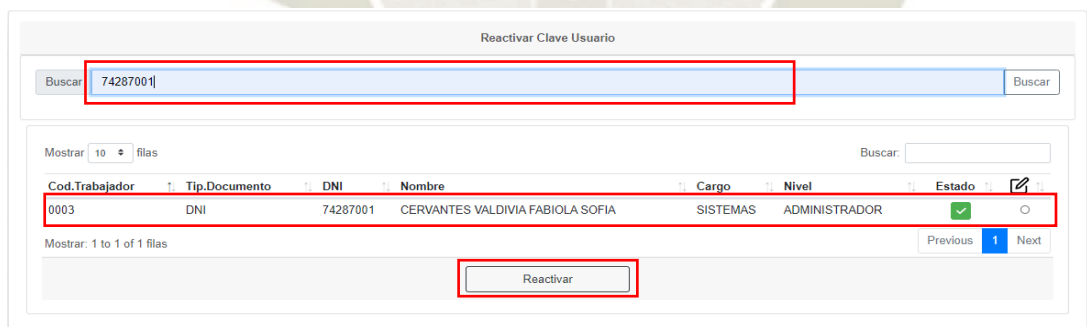 Reactivar Clave Usuario
Buscar 74287001 Buscar
Mostrar 10 filas Buscar:
Cod.Trabajador Tip.Documento DNI Nombre Cargo Nivel Estado
0003 DNI 74287001 CERVANTES VALDIVIA FABIOLA SOFIA SISTEMAS ADMINISTRADOR
Mostrar: 1 to 1 of 1 filas Previous 1 Next
Reactivar